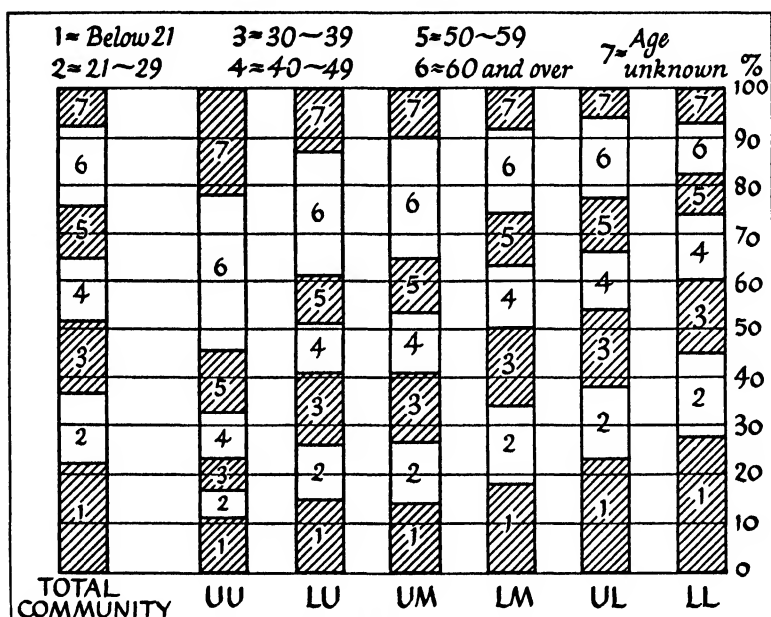 1≈Below 21 3≈30~39 5≈50~59 7≈Age unknown
2≈21~29 4≈40~49 6≈60 and over %
7 7 7 7 7 7 7 100
90
6 6 6 6 6 6 6 80
5 5 5 5 5 5 5 70
4 4 4 4 4 4 4 60
50
3 3 3 3 3 3 3 40
2 2 2 2 2 2 2 30
20
1 1 1 1 1 1 1 10
0
TOTAL COMMUNITY UU LU UM LM UL LL